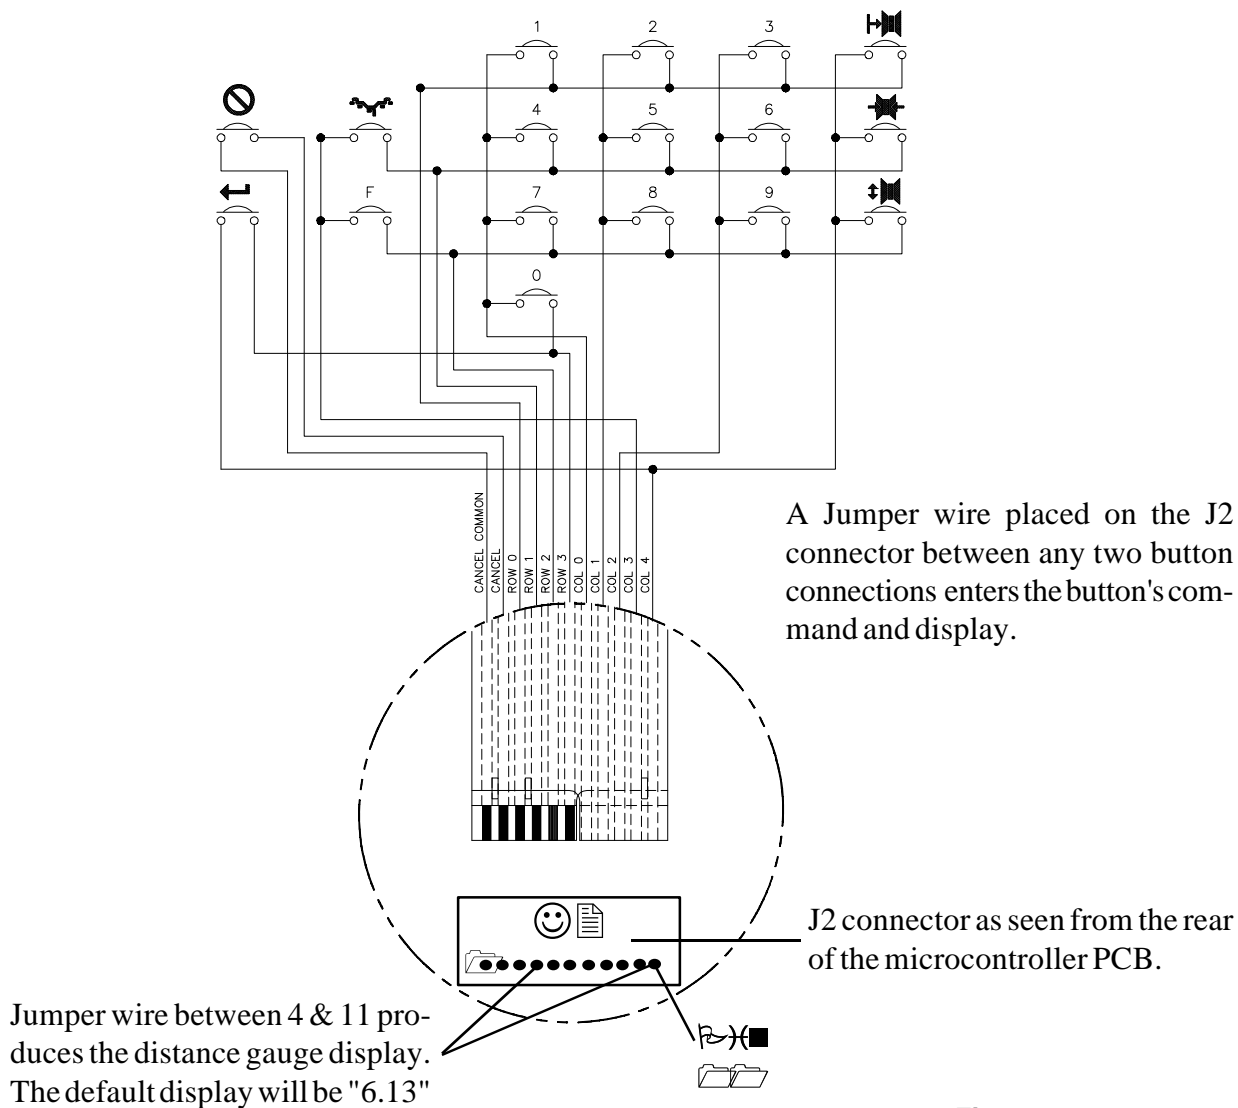 1 2 3
4 5 6
F 7 8 9
0
CANCEL COMMON
CANCEL
ROW 0
ROW 1
ROW 2
ROW 3
COL 0
COL 1
COL 2
COL 3
COL 4
A Jumper wire placed on the J2
connector between any two button
connections enters the button's com-
mand and display.
J2 connector as seen from the rear
of the microcontroller PCB.
Jumper wire between 4 & 11 pro-
duces the distance gauge display.
The default display will be "6.13"